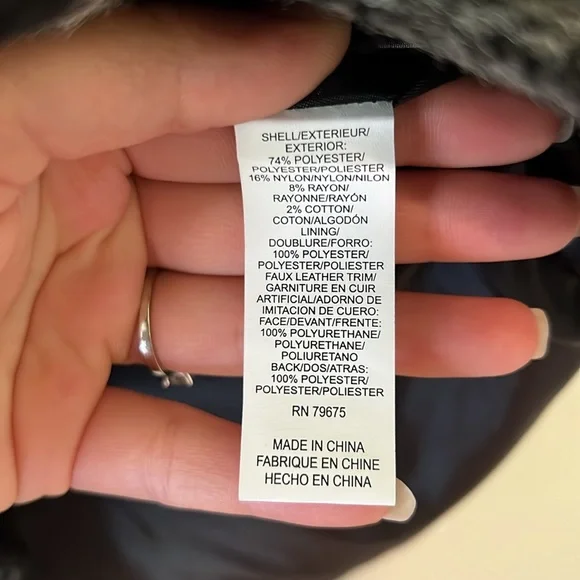 SHELL/EXTERIEUR/
EXTERIOR:
74% POLYESTER/
POLYESTER/POLIESTER
16% NYLON/NYLON/NILON
8% RAYON/
RAYONNE/RAYÓN
2% COTTON/
COTON/ALGODÓN
LINING/
DOUBLURE/FORRO:
100% POLYESTER/
POLYESTER/POLIESTER
FAUX LEATHER TRIM/
GARNITURE EN CUIR
ARTIFICIAL/ADORNO DE
IMITACION DE CUERO:
FACE/DEVANT/FRENTE:
100% POLYURETHANE/
POLYURETHANE/
POLIURETANO
BACK/DOS/ATRAS:
100% POLYESTER/
POLYESTER/POLIESTER
RN 79675
MADE IN CHINA
FABRIQUE EN CHINE
HECHO EN CHINA